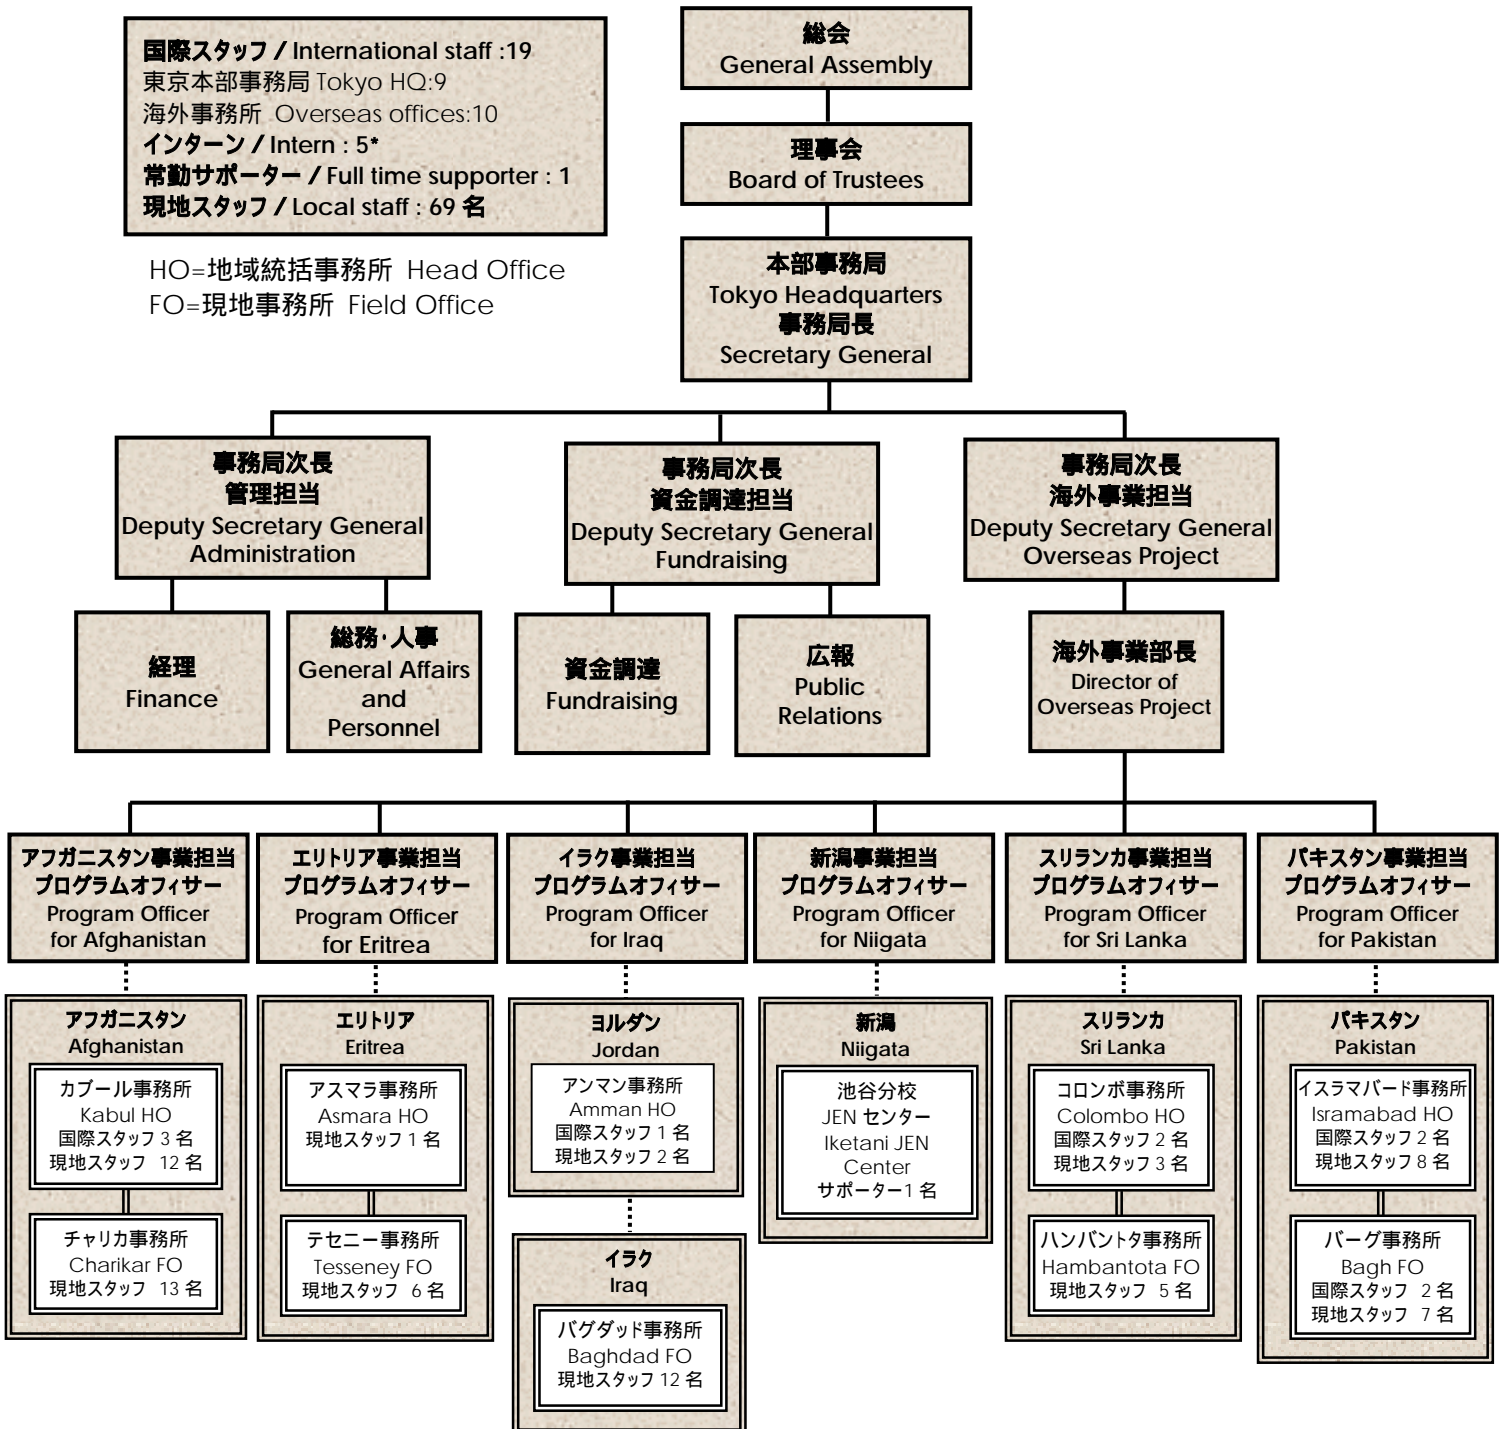 国際スタッフ / International staff :19
東京本部事務局 Tokyo HQ:9
海外事務所 Overseas offices:10
インターン / Intern : 5*
常勤サポーター / Full time supporter : 1
現地スタッフ / Local staff : 69 名
HO=地域統括事務所 Head Office
FO=現地事務所 Field Office
総会
General Assembly
理事会
Board of Trustees
本部事務局
Tokyo Headquarters
事務局長
Secretary General
事務局次長
管理担当
Deputy Secretary General
Administration
事務局次長
資金調達担当
Deputy Secretary General
Fundraising
事務局次長
海外事業担当
Deputy Secretary General
Overseas Project
経理
Finance
総務・人事
General Affairs
and
Personnel
資金調達
Fundraising
広報
Public
Relations
海外事業部長
Director of
Overseas Project
アフガニスタン事業担当
プログラムオフィサー
Program Officer
for Afghanistan
エリトリア事業担当
プログラムオフィサー
Program Officer
for Eritrea
イラク事業担当
プログラムオフィサー
Program Officer
for Iraq
新潟事業担当
プログラムオフィサー
Program Officer
for Niigata
スリランカ事業担当
プログラムオフィサー
Program Officer
for Sri Lanka
パキスタン事業担当
プログラムオフィサー
Program Officer
for Pakistan
アフガニスタン
Afghanistan
カブール事務所
Kabul HO
国際スタッフ 3 名
現地スタッフ 12 名
チャリカ事務所
Charikar FO
現地スタッフ 13 名
エリトリア
Eritrea
アスマラ事務所
Asmara HO
現地スタッフ 1 名
テセニー事務所
Tesseney FO
現地スタッフ 6 名
ヨルダン
Jordan
アンマン事務所
Amman HO
国際スタッフ 1 名
現地スタッフ 2 名
イラク
Iraq
バグダッド事務所
Baghdad FO
現地スタッフ 12 名
新潟
Niigata
池谷分校
JEN センター
Iketani JEN
Center
サポーター 1 名
スリランカ
Sri Lanka
コロンボ事務所
Colombo HO
国際スタッフ 2 名
現地スタッフ 3 名
ハンバントタ事務所
Hambantota FO
現地スタッフ 5 名
パキスタン
Pakistan
イスラマバード事務所
Isramabad HO
国際スタッフ 2 名
現地スタッフ 8 名
バーグ事務所
Bagh FO
国際スタッフ 2 名
現地スタッフ 7 名